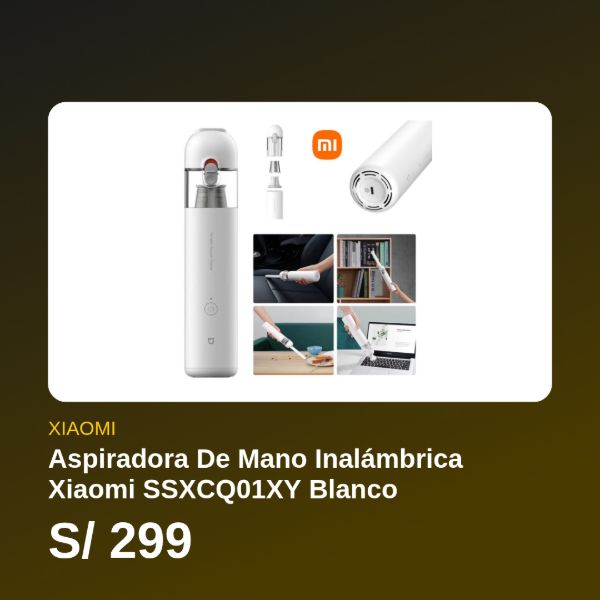 XIAOMI
Aspiradora De Mano Inalámbrica
Xiaomi SSXCQ01XY Blanco
S/ 299